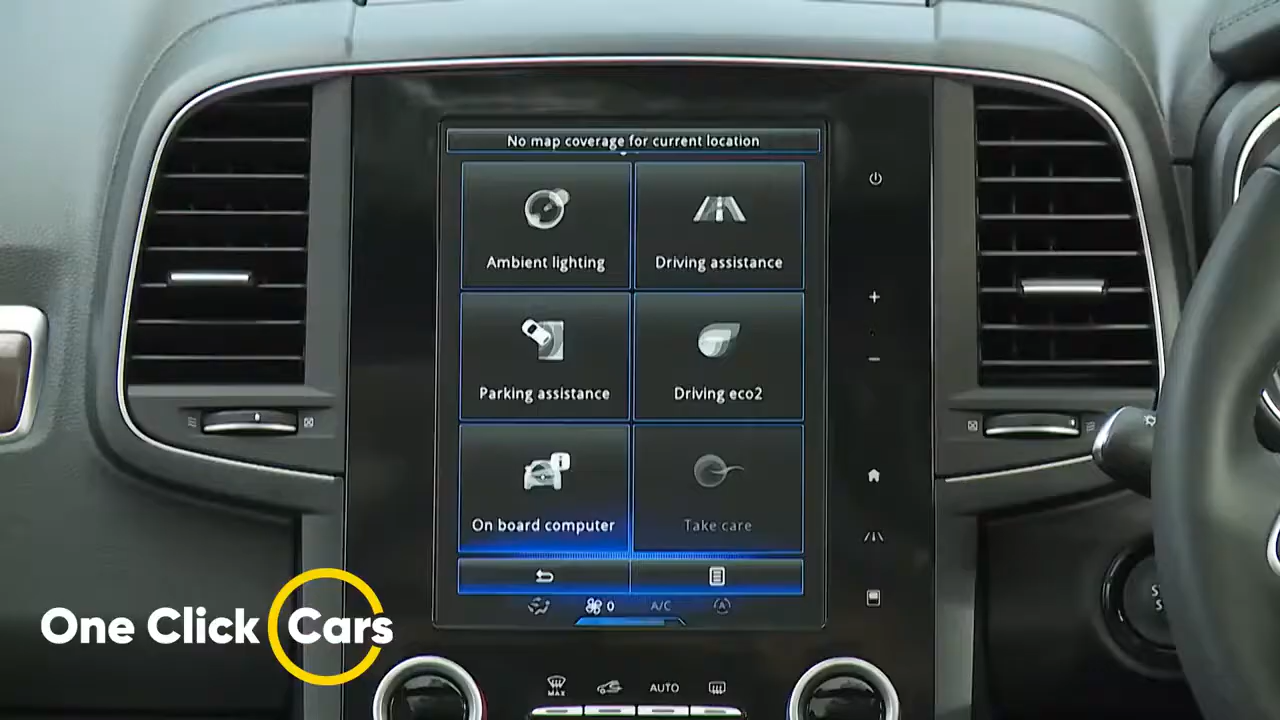 No map coverage for current location
Ambient lighting
Driving assistance
Parking assistance
Driving eco2
On board computer
Take care
0
A/C
A
MAX
AUTO
One Click Cars